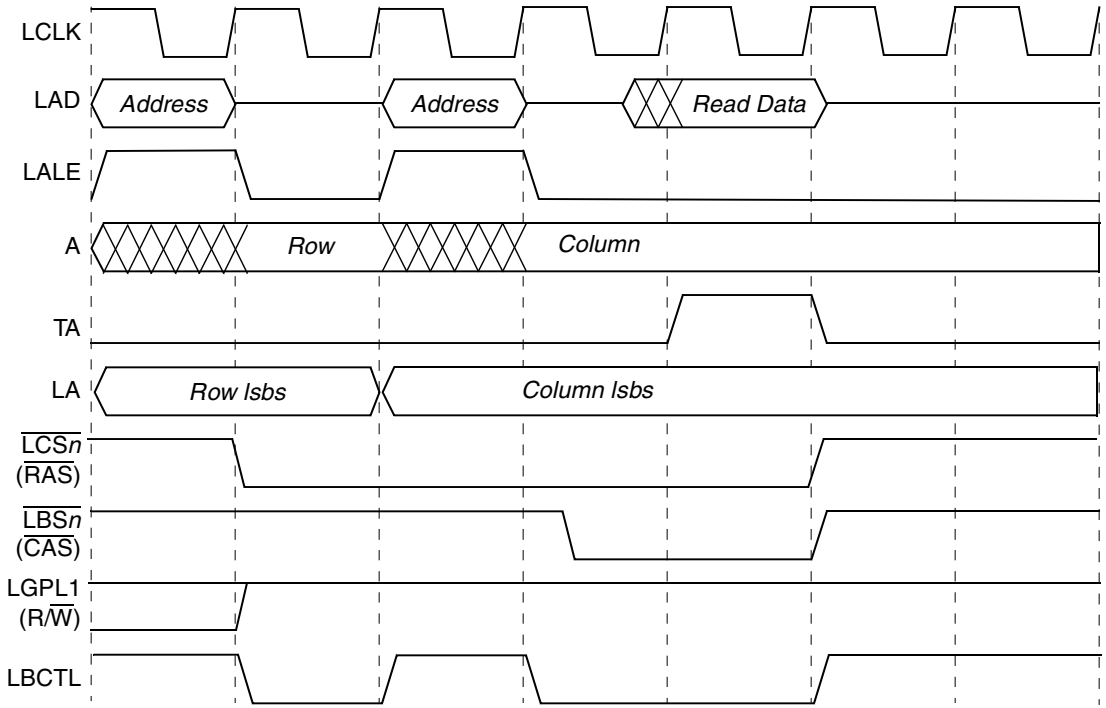 LCLK
LAD Address Address Read Data
LALE
A Row Column
TA
LA Row lsbs Column lsbs
LCSn
(RAS)
LBSn
(CAS)
LGPL1
(R/W)
LBCTL